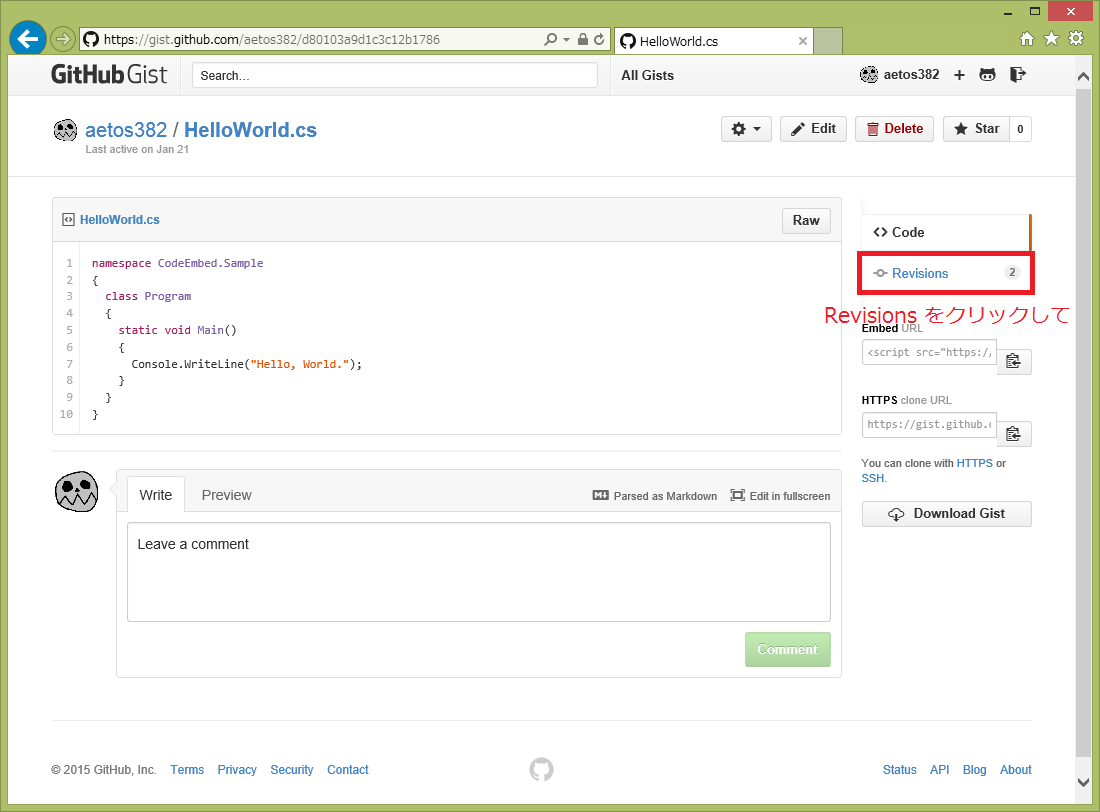 https://gist.github.com/aetos382/d80103a9d1c3c12b1786
HelloWorld.cs
GitHub Gist
Search...
All Gists
aetos382
aetos382 / HelloWorld.cs
Last active on Jan 21
Edit
Delete
Star
0
HelloWorld.cs
Raw
1 namespace CodeEmbed.Sample
2 {
3 class Program
4 {
5 static void Main()
6 {
7 Console.WriteLine("Hello, World.");
8 }
9 }
10 }
Code
Revisions 2
Revisions をクリックして
Embed URL
<script src="https:/
HTTPS clone URL
https://gist.github.
You can clone with HTTPS or
SSH.
Download Gist
Write
Preview
Parsed as Markdown
Edit in fullscreen
Leave a comment
Comment
© 2015 GitHub, Inc. Terms Privacy Security Contact
Status API Blog About